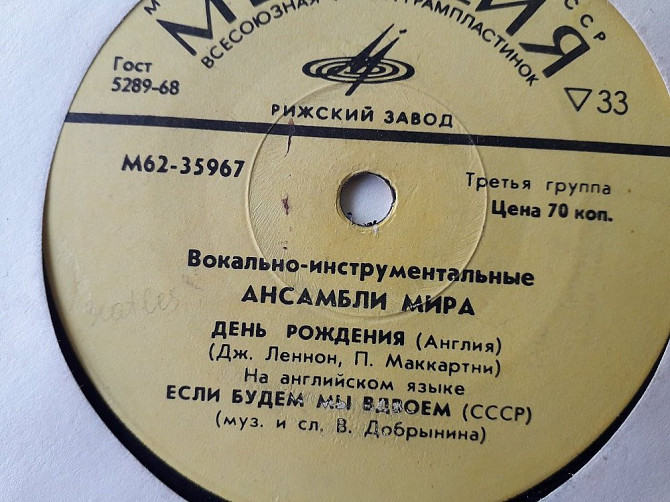 ВСЕСОЮЗНАЯ
Гост
5289-68
РИЖСКИЙ ЗАВОД
33
М62-35967
Третья группа
Цена 70 коп.
Вокально-инструментальные
АНСАМБЛИ МИРА
ДЕНЬ РОЖДЕНИЯ (Англия)
(Дж. Леннон, П. Маккартни)
На английском языке
ЕСЛИ БУДЕМ МЫ ВДВОЕМ (СССР)
(муз. и сл. В. Добрынина)
Beatles